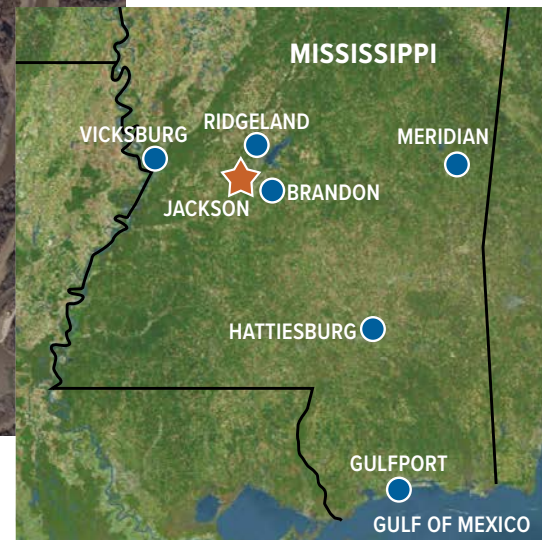 MISSISSIPPI
VICKSBURG
RIDGELAND
MERIDIAN
BRANDON
JACKSON
HATTIESBURG
GULFPORT
GULF OF MEXICO